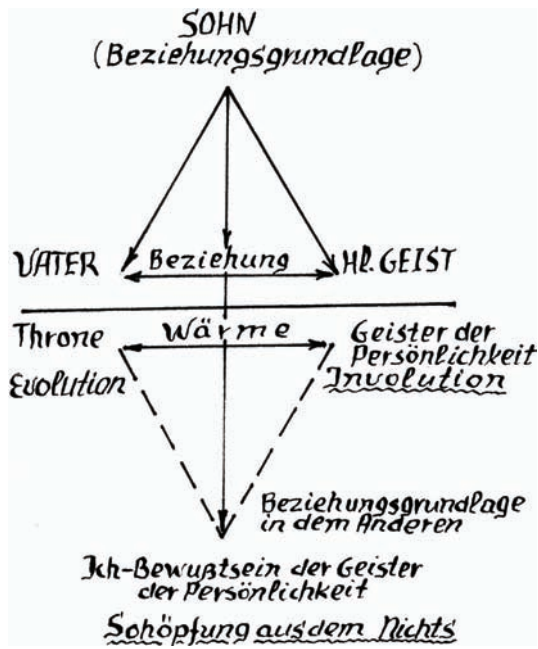 SOHN
(Beziehungsgrundlage)
VATER Beziehung Hl. GEIST
Throne Wärme Geister der
Persönlichkeit
Evolution Involution
Beziehungsgrundlage
in dem Anderen
Ich-Bewußtsein der Geister
der Persönlichkeit
Schöpfung aus dem Nichts